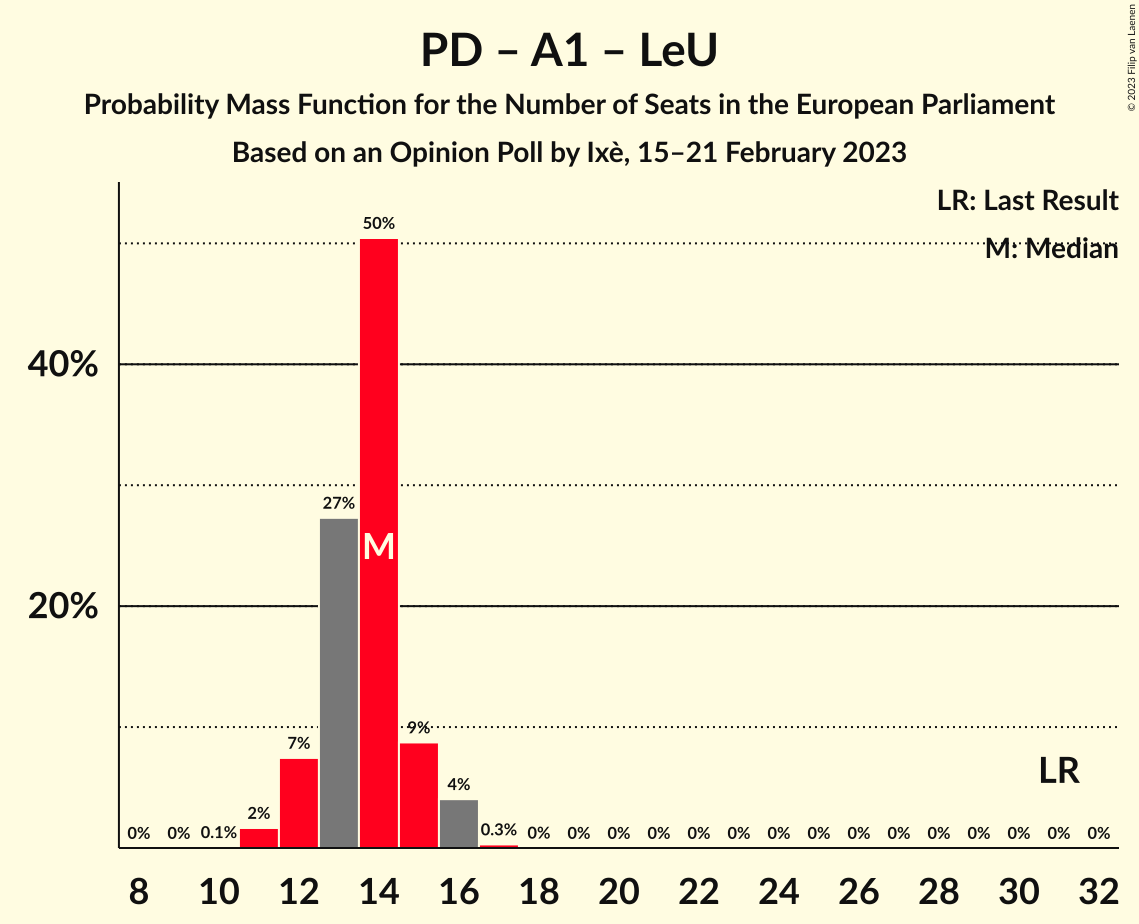 PD – A1 – LeU
Probability Mass Function for the Number of Seats in the European Parliament
Based on an Opinion Poll by Ixè, 15–21 February 2023
© 2023 Filip van Laenen
LR: Last Result
M: Median
50%
40%
27%
M
20%
9%
7%
LR
4%
2%
0% 0% 0.1% 0.3% 0% 0% 0% 0% 0% 0% 0% 0% 0% 0% 0% 0% 0% 0% 0%
8 10 12 14 16 18 20 22 24 26 28 30 32